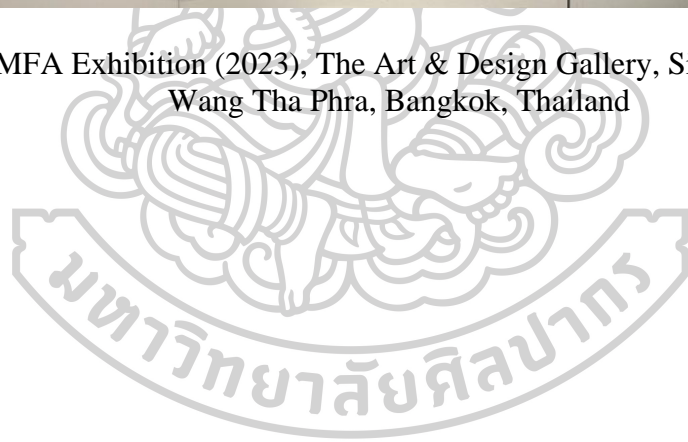 MFA Exhibition (2023), The Art & Design Gallery,
Wang Tha Phra, Bangkok, Thailand
มหาวิทยาลัยศิลปากร